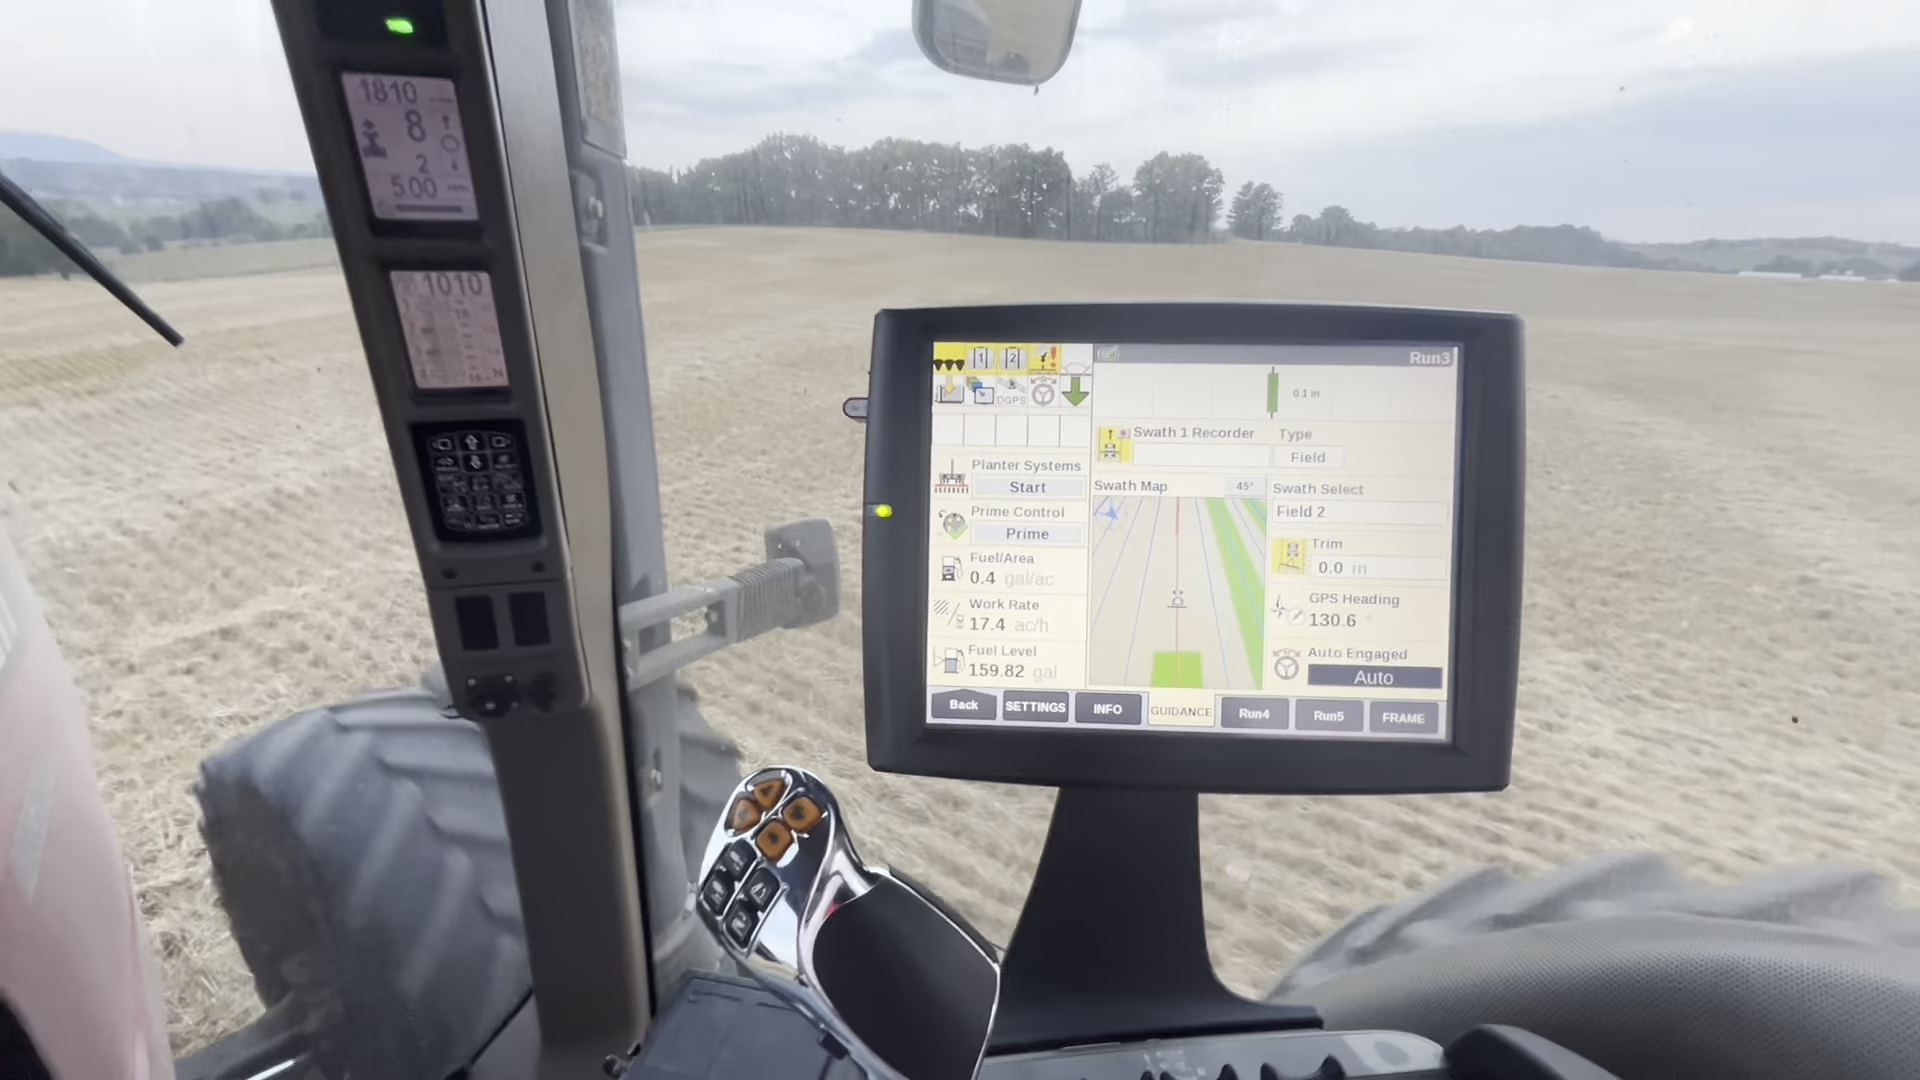 1810
8
2
5.00
1010
N
Run3
1
2
DGPS
0.1 in
Swath 1 Recorder
Type
Field
Planter Systems
Start
Swath Map
45°
Swath Select
Field 2
Prime Control
Prime
Trim
0.0 in
Fuel/Area
0.4 gal/ac
GPS Heading
130.6
Work Rate
17.4 ac/h
Auto Engaged
Auto
Fuel Level
159.82 gal
Back
SETTINGS
INFO
GUIDANCE
Run4
Run5
FRAME